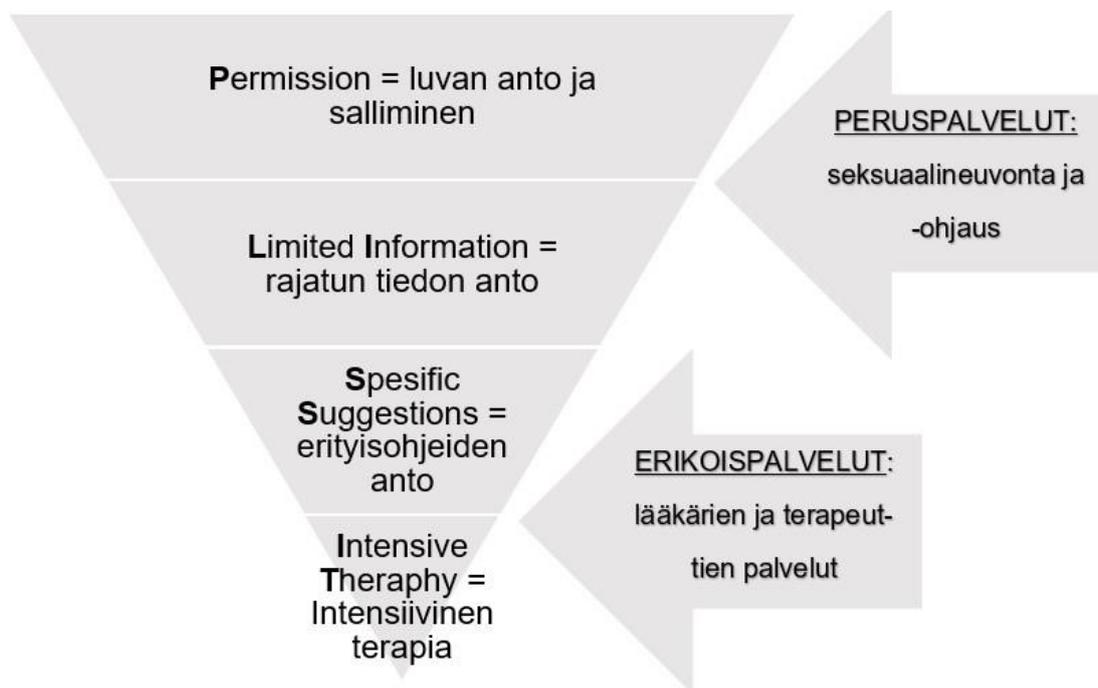 Permission = luvan anto ja
salliminen
Limited Information =
rajatun tiedon anto
Spesific
Suggestions =
erityisohjeiden
anto
Intensive
Theraphy =
Intensiivinen
terapia
PERUSPALVELUT:
seksuaalineuvonta ja
-ohjaus
ERIKOISPALVELUT:
lääkärien ja terapeut-
tien palvelut